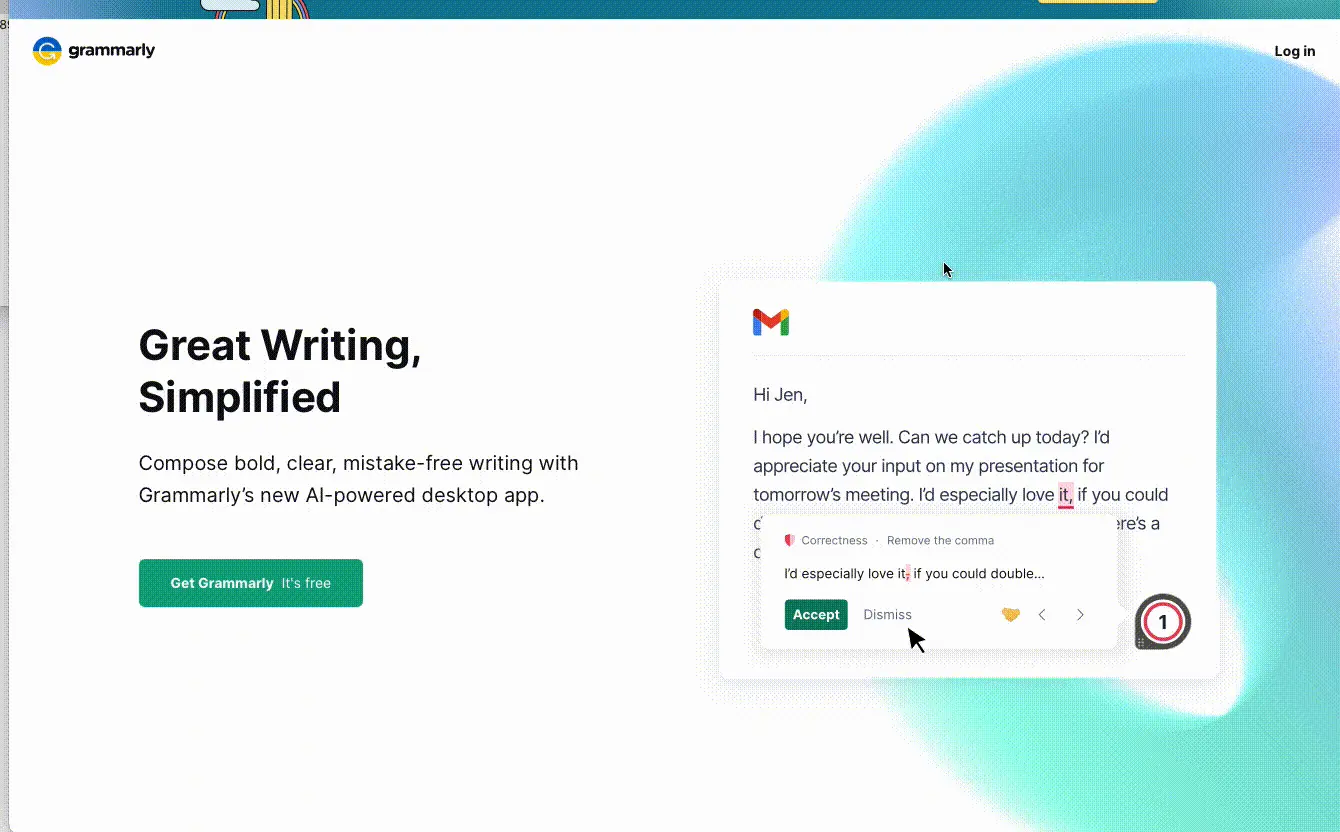 grammarly
Log in
Great Writing,
Simplified
Compose bold, clear, mistake-free writing with
Grammarly's new AI-powered desktop app.
Get Grammarly It's free
Hi Jen,
I hope you're well. Can we catch up today? I'd
appreciate your input on my presentation for
tomorrow's meeting. I'd especially love it, if you could
ere's a
Correctness · Remove the comma
I'd especially love it, if you could double...
Accept Dismiss
1